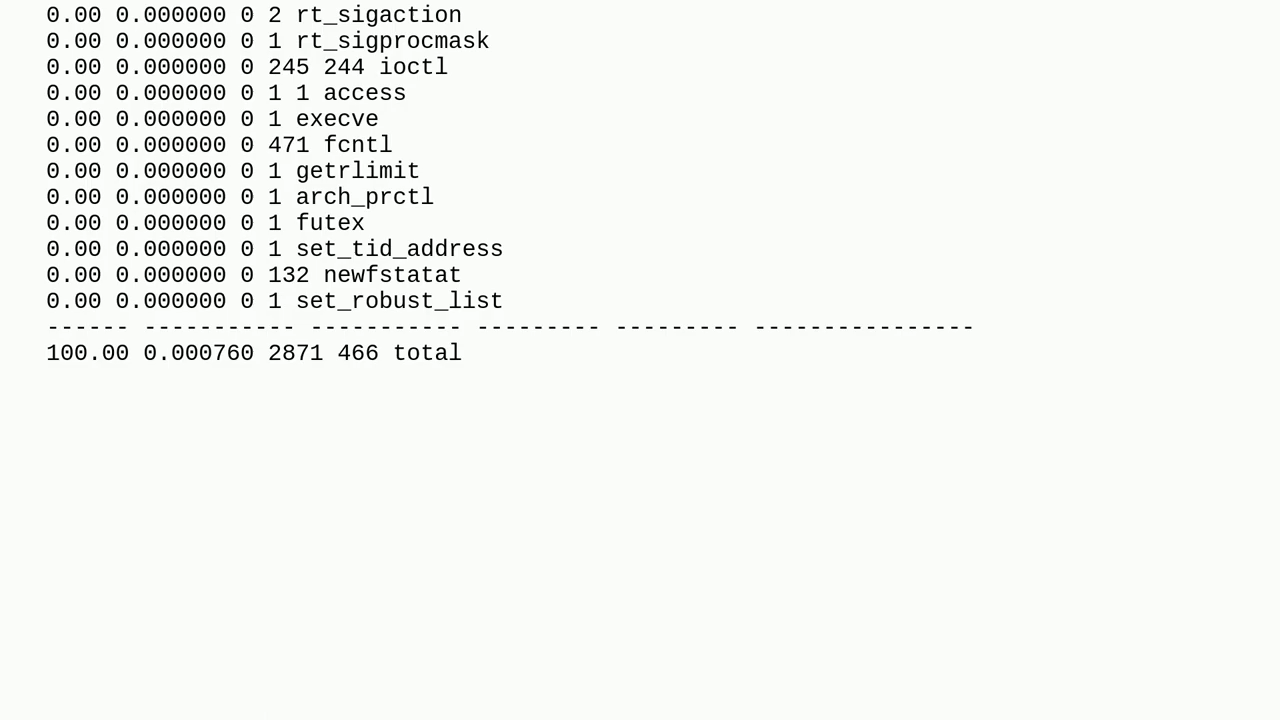 0.00 0.000000 0 2 rt_sigaction
0.00 0.000000 0 1 rt_sigprocmask
0.00 0.000000 0 245 244 ioctl
0.00 0.000000 0 1 1 access
0.00 0.000000 0 1 execve
0.00 0.000000 0 471 fcntl
0.00 0.000000 0 1 getrlimit
0.00 0.000000 0 1 arch_prctl
0.00 0.000000 0 1 futex
0.00 0.000000 0 1 set_tid_address
0.00 0.000000 0 132 newfstatat
0.00 0.000000 0 1 set_robust_list
------ ----------- ----------- --------- --------- ----------------
100.00 0.000760 2871 466 total